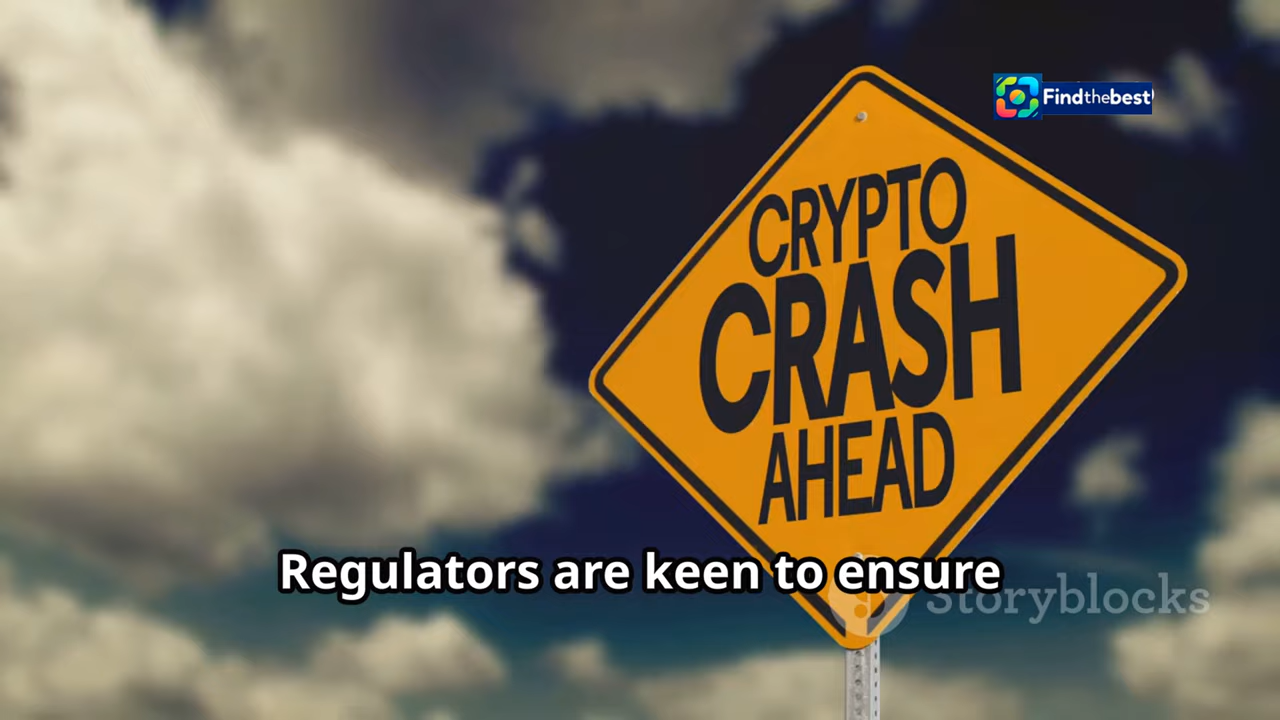 Findthebest
CRYPTO
CRASH
AHEAD
Regulators are keen to ensure
Storyblocks